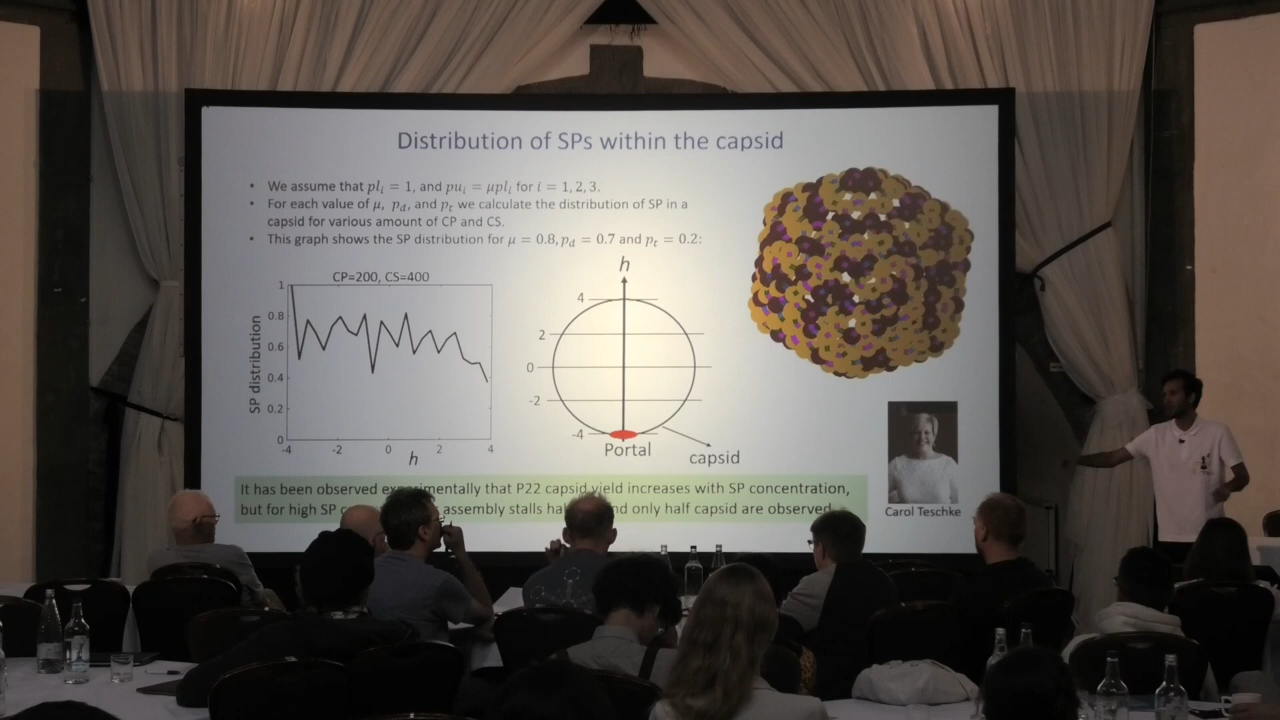 Distribution of SPs within the capsid
• We assume that plᵢ = 1, and puᵢ = μplᵢ for i = 1, 2, 3.
• For each value of μ, p_d, and p_t we calculate the distribution of SP in a
capsid for various amount of CP and CS.
• This graph shows the SP distribution for μ = 0.8, p_d = 0.7 and p_t = 0.2:
CP=200, CS=400
SP distribution
1
0.8
0.6
0.4
0.2
0
-4 -2 0 2 4
h
h
4
2
0
-2
-4
Portal
capsid
Carol Teschke
It has been observed experimentally that P22 capsid yield increases with SP concentration,
but for high SP assembly stalls and only half capsid are observed